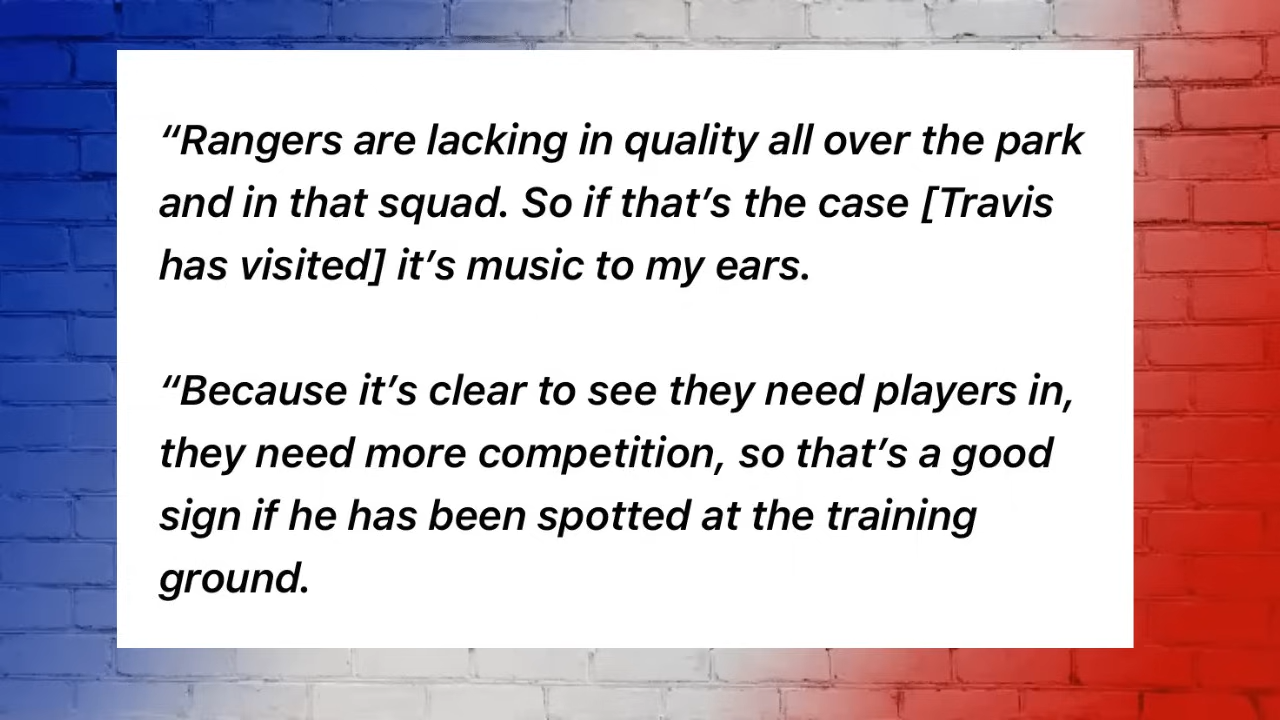 “Rangers are lacking in quality all over the park
and in that squad. So if that’s the case [Travis
has visited] it’s music to my ears.
“Because it’s clear to see they need players in,
they need more competition, so that’s a good
sign if he has been spotted at the training
ground.